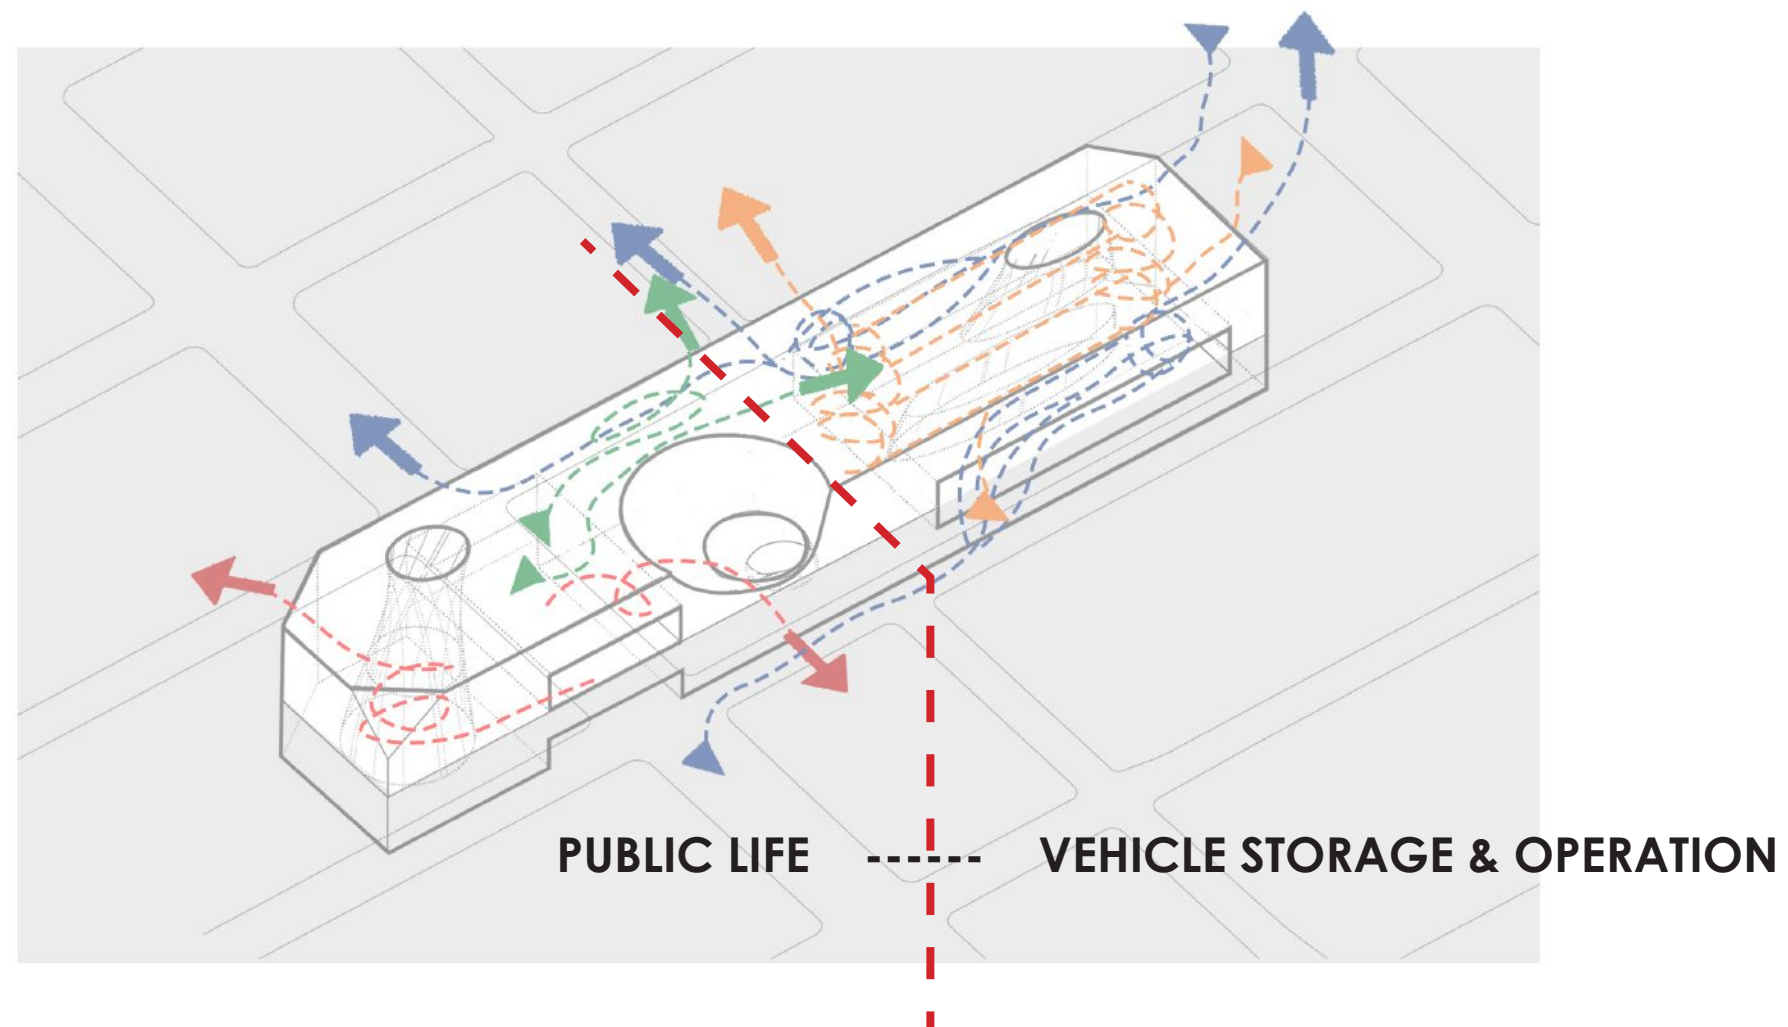 PUBLIC LIFE ------ VEHICLE STORAGE & OPERATION